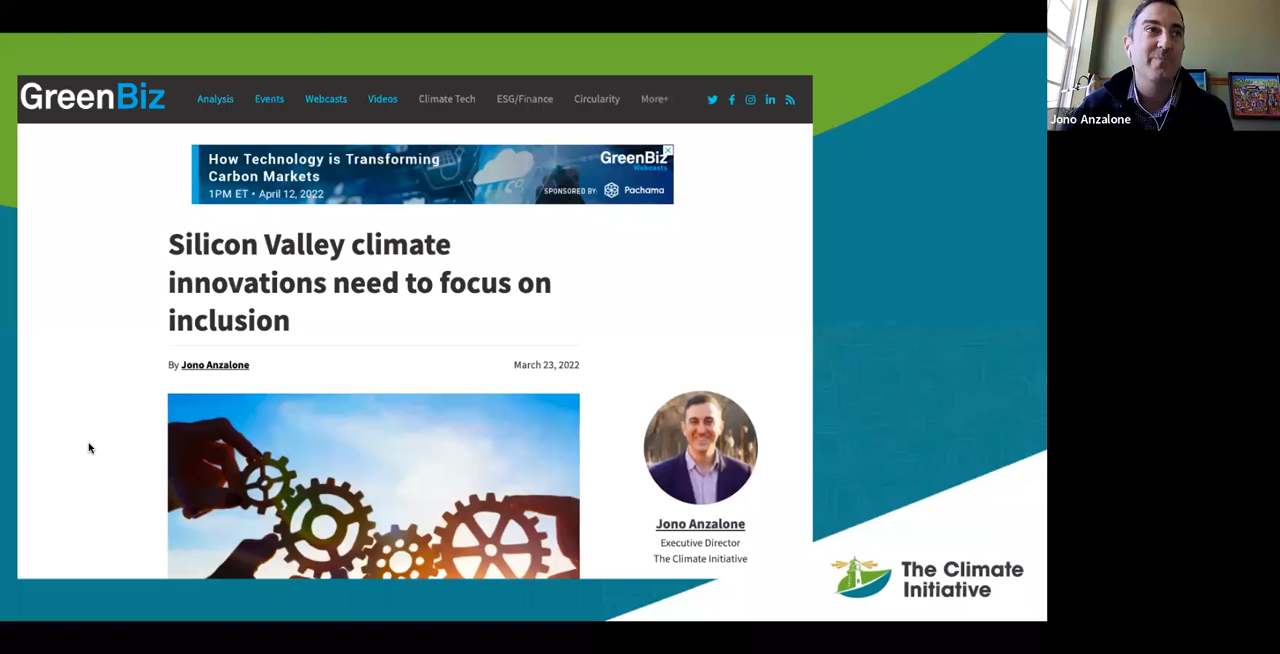 GreenBiz
Analysis Events Webcasts Videos Climate Tech ESG/Finance Circularity More+
How Technology is Transforming
Carbon Markets
1PM ET • April 12, 2022
GreenBiz
Webcasts
SPONSORED BY: Pachama
Silicon Valley climate
innovations need to focus on
inclusion
By Jono Anzalone March 23, 2022
Jono Anzalone
Executive Director
The Climate Initiative
The Climate
Initiative
Jono Anzalone